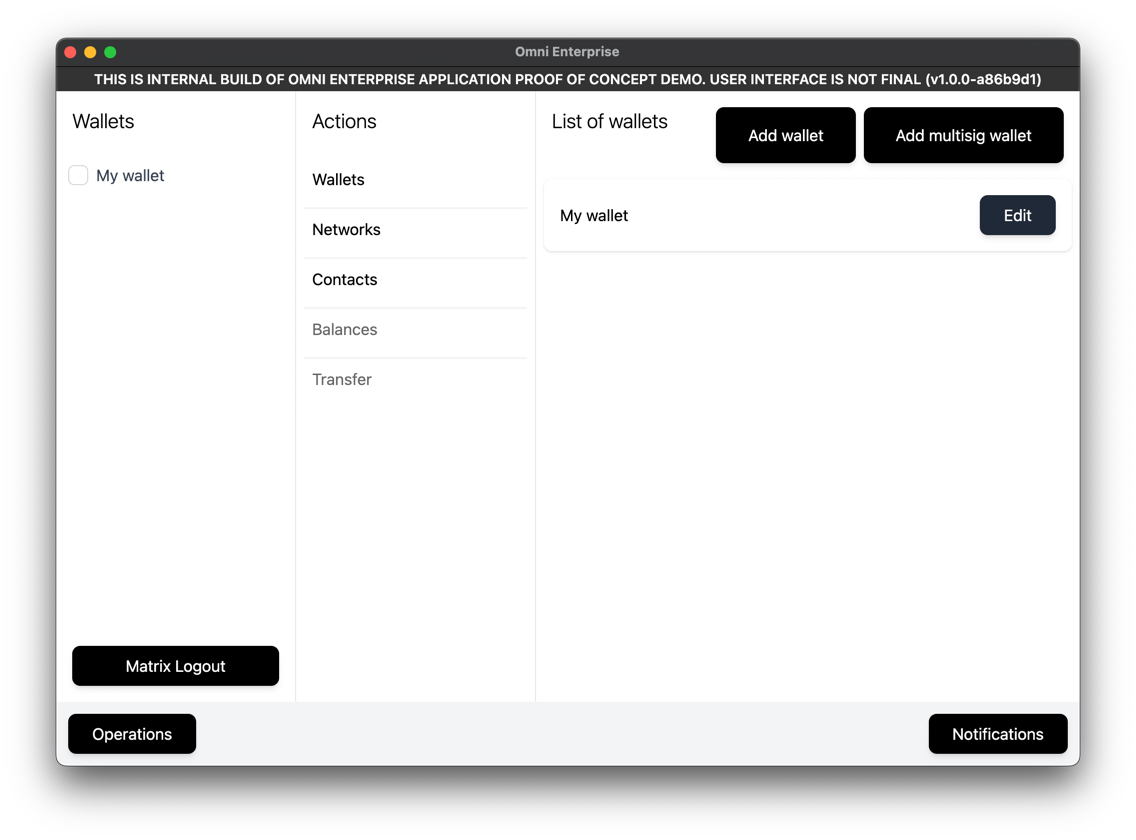 Omni Enterprise
THIS IS INTERNAL BUILD OF OMNI ENTERPRISE APPLICATION PROOF OF CONCEPT DEMO. USER INTERFACE IS NOT FINAL (v1.0.0-a86b9d1)
Wallets
My wallet
Matrix Logout
Actions
Wallets
Networks
Contacts
Balances
Transfer
List of wallets
Add wallet
Add multisig wallet
My wallet
Edit
Operations
Notifications